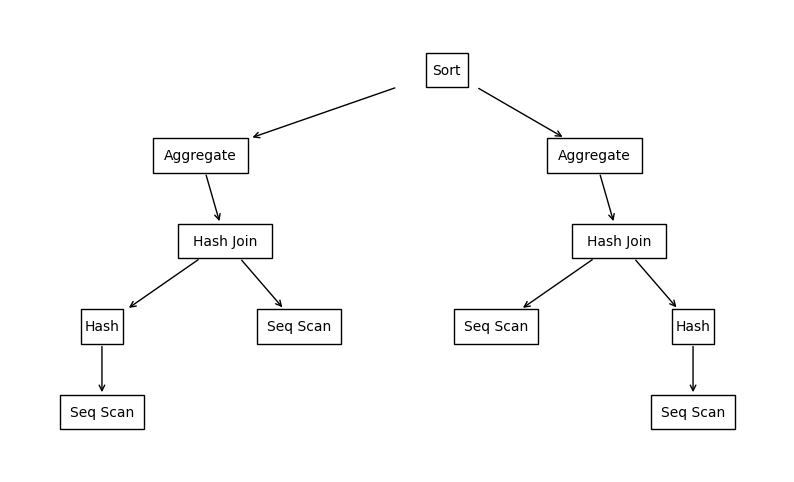 Sort
Aggregate
Aggregate
Hash Join
Hash Join
Hash
Seq Scan
Seq Scan
Hash
Seq Scan
Seq Scan